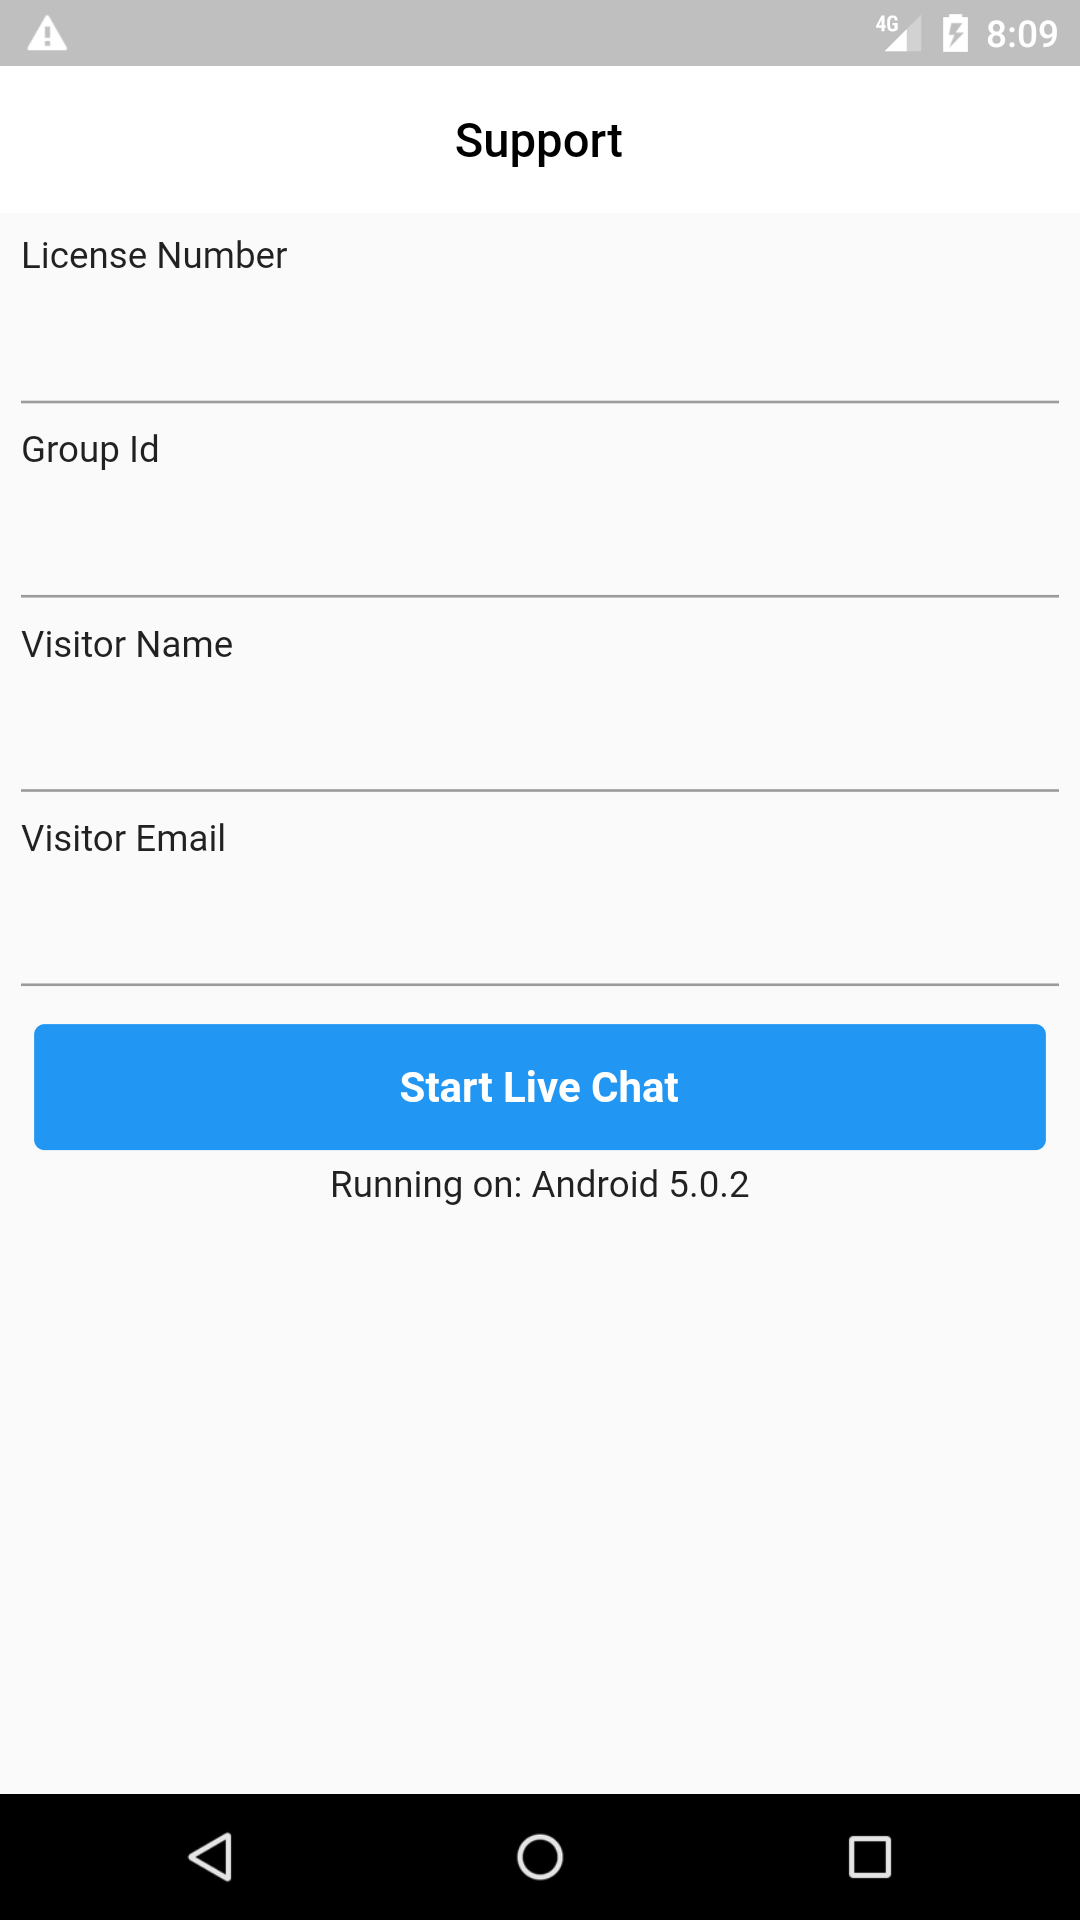 4G 8:09
Support
License Number
Group Id
Visitor Name
Visitor Email
Start Live Chat
Running on: Android 5.0.2